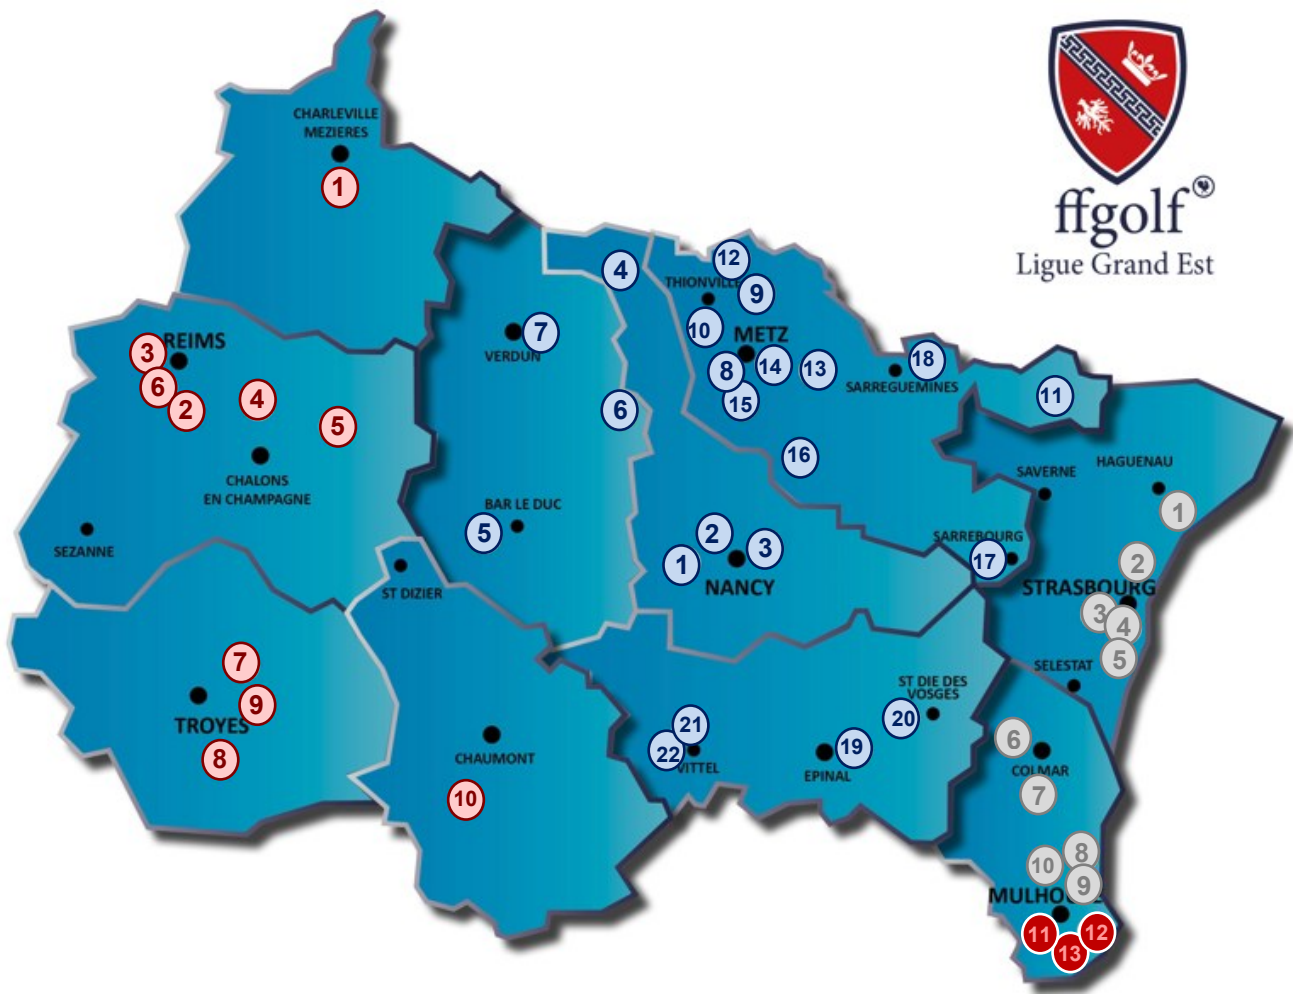 ffgolf
Ligue Grand Est
CHARLEVILLE
MEZIERES
1
4
12
THIONVILLE
9
10
METZ
7
VERDUN
REIMS
3
6
2
4
5
8
14
13
15
18
SARREGUEMINES
11
6
16
CHALONS
EN CHAMPAGNE
SEZANNE
BAR LE DUC
5
2
1
3
NANCY
SAVERNE
HAGUENAU
1
SARREBOURG
17
2
STRASBOURG
3
4
5
ST DIZIER
SELESTAT
7
9
TROYES
8
CHAUMONT
10
21
22
VITTEL
19
EPINAL
ST DIE DES
VOSGES
20
6
COLMAR
7
8
10
9
MULHOUSE
11
12
13